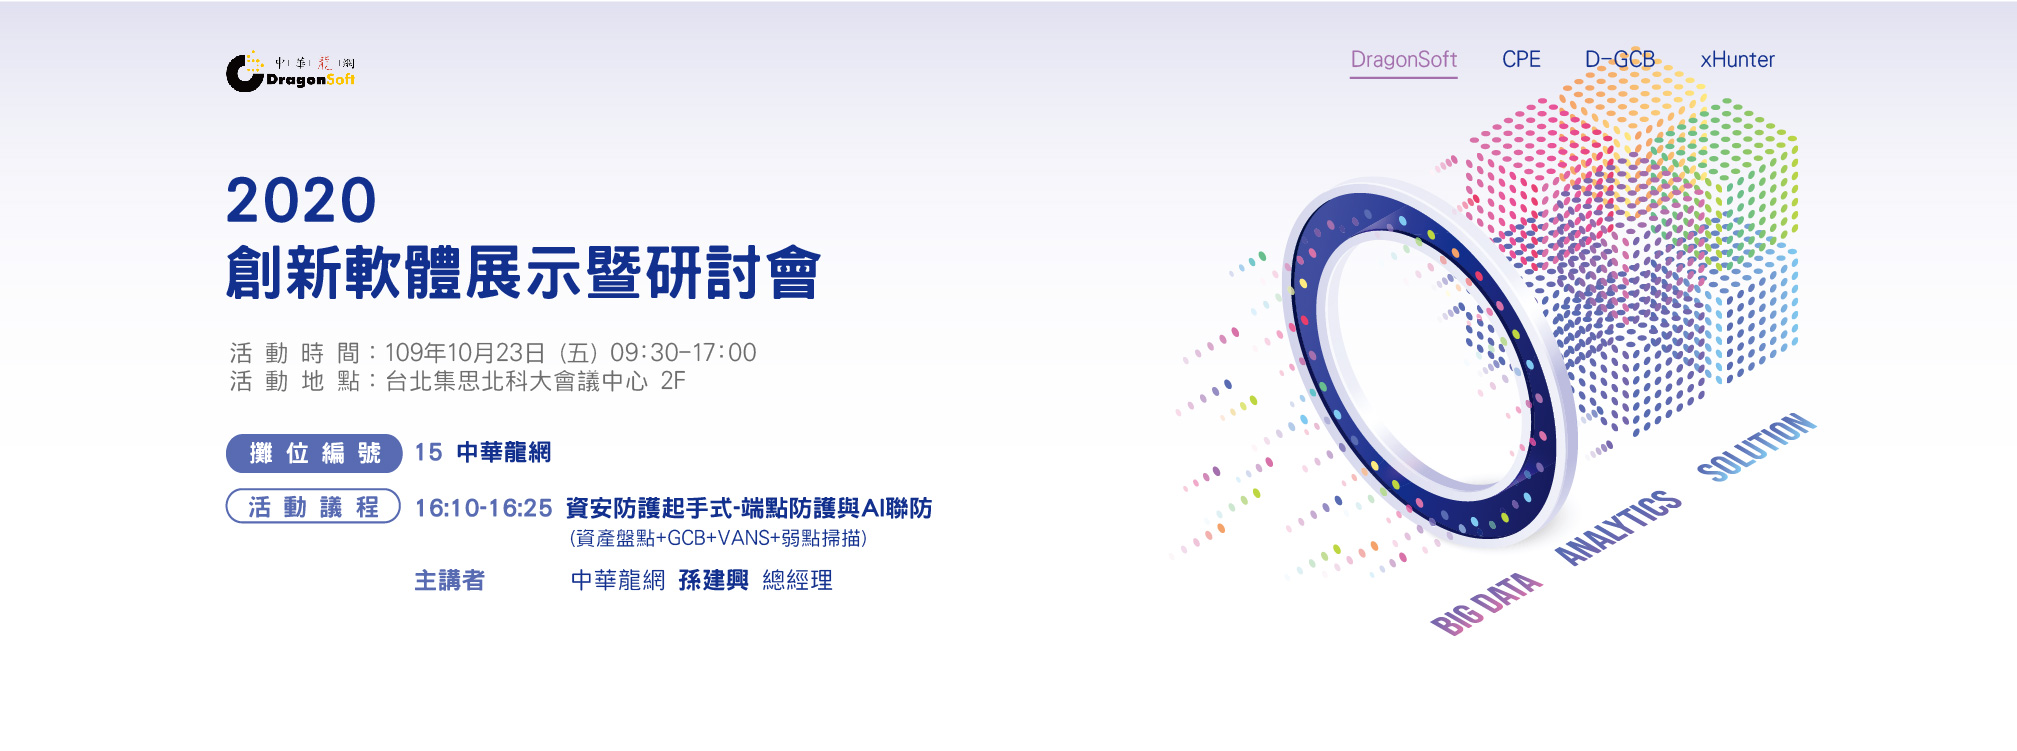 中華龍網
DragonSoft
DragonSoft CPE D-GCB xHunter
2020
創新軟體展示暨研討會
活動時間：109年10月23日 (五) 09:30-17:00
活動地點：台北集思北科大會議中心 2F
攤位編號 15 中華龍網
活動議程 16:10-16:25 資安防護起手式-端點防護與AI聯防
(資產盤點+GCB+VANS+弱點掃描)
主講者 中華龍網 孫建興 總經理
SOLUTION
ANALYTICS
BIG DATA